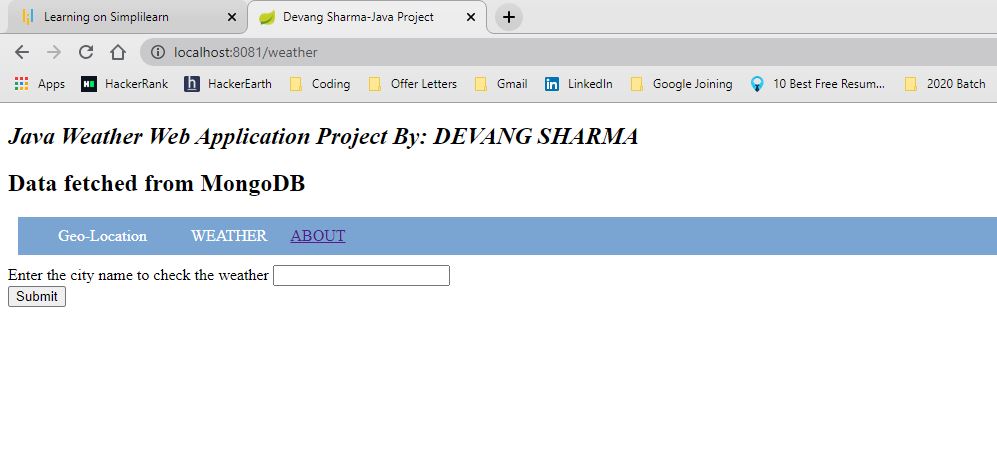 Learning on Simplilearn
Devang Sharma-Java Project
localhost:8081/weather
Apps HackerRank HackerEarth Coding Offer Letters Gmail LinkedIn Google Joining 10 Best Free Resum... 2020 Batch
Java Weather Web Application Project By: DEVANG SHARMA
Data fetched from MongoDB
Geo-Location WEATHER ABOUT
Enter the city name to check the weather
Submit